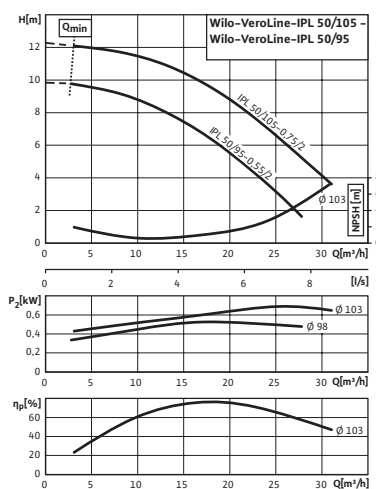 H[m]
Qmin
Wilo-VeroLine-IPL 50/105 –
Wilo-VeroLine-IPL 50/95
12
10
8
6
4
2
0
IPL 50/105-0.75/2
IPL 50/95-0.55/2
Ø 103
NPSH [m]
0 5 10 15 20 25 30 Q[m³/h]
0 2 4 6 8 [l/s]
P2[kW]
0,6
0,4
0,2
0
Ø 103
Ø 98
0 5 10 15 20 25 30 Q[m³/h]
ηp[%]
60
40
20
0
Ø 103
0 5 10 15 20 25 30 Q[m³/h]